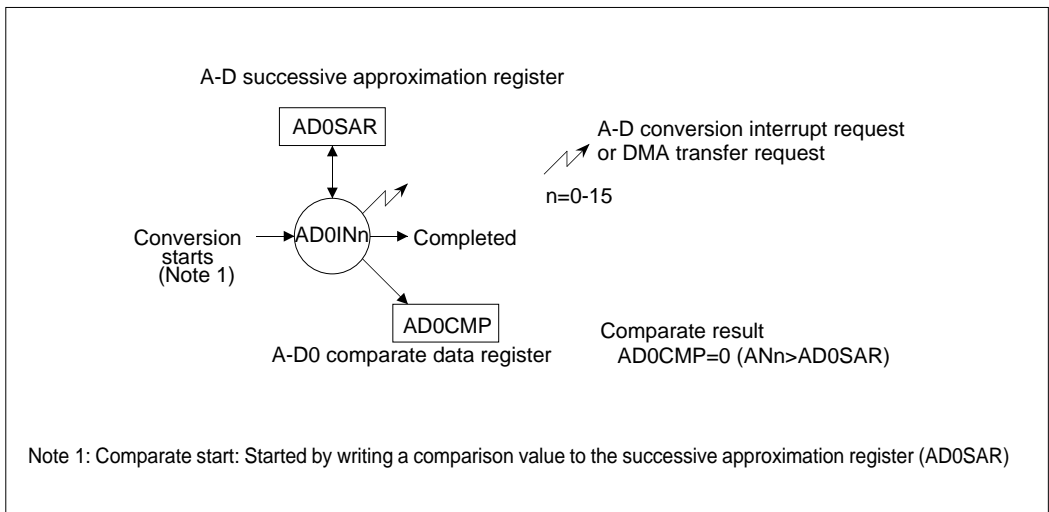 A-D successive approximation register
AD0SAR
A-D conversion interrupt request
or DMA transfer request
n=0-15
Conversion
starts
(Note 1)
AD0INn
Completed
AD0CMP
A-D0 comparate data register
Comparate result
AD0CMP=0 (ANn>AD0SAR)
Note 1: Comparate start: Started by writing a comparison value to the successive approximation register (AD0SAR)